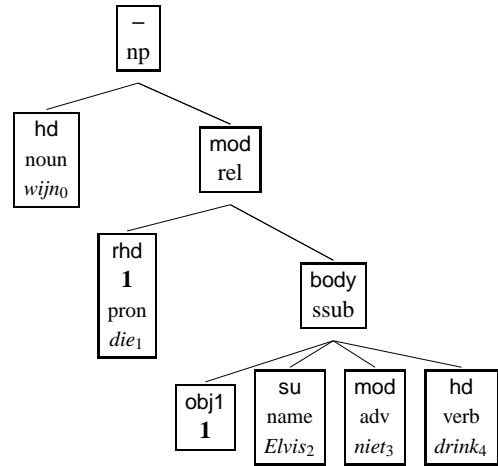 –
np
hd
noun
wijn0
mod
rel
rhd
1
pron
die1
body
ssub
obj1
1
su
name
Elvis2
mod
adv
niet3
hd
verb
drink4